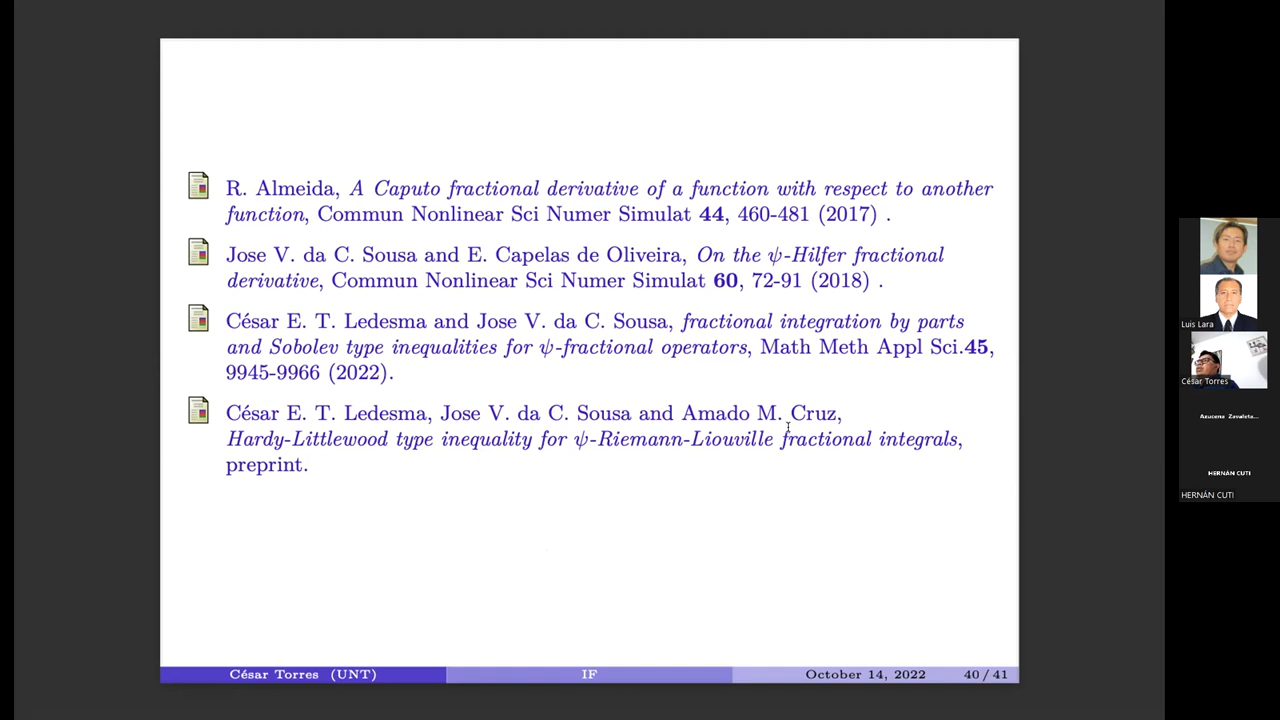 R. Almeida, A Caputo fractional derivative of a function with respect to another
function, Commun Nonlinear Sci Numer Simulat 44, 460-481 (2017) .
Jose V. da C. Sousa and E. Capelas de Oliveira, On the ψ-Hilfer fractional
derivative, Commun Nonlinear Sci Numer Simulat 60, 72-91 (2018) .
César E. T. Ledesma and Jose V. da C. Sousa, fractional integration by parts
and Sobolev type inequalities for ψ-fractional operators, Math Meth Appl Sci.45,
9945-9966 (2022).
César E. T. Ledesma, Jose V. da C. Sousa and Amado M. Cruz,
Hardy-Littlewood type inequality for ψ-Riemann-Liouville fractional integrals,
preprint.
César Torres (UNT) IF October 14, 2022 40 / 41
Luis Lara
César Torres
Azucena Zavaleta...
HERNÁN CUTI
HERNÁN CUTI